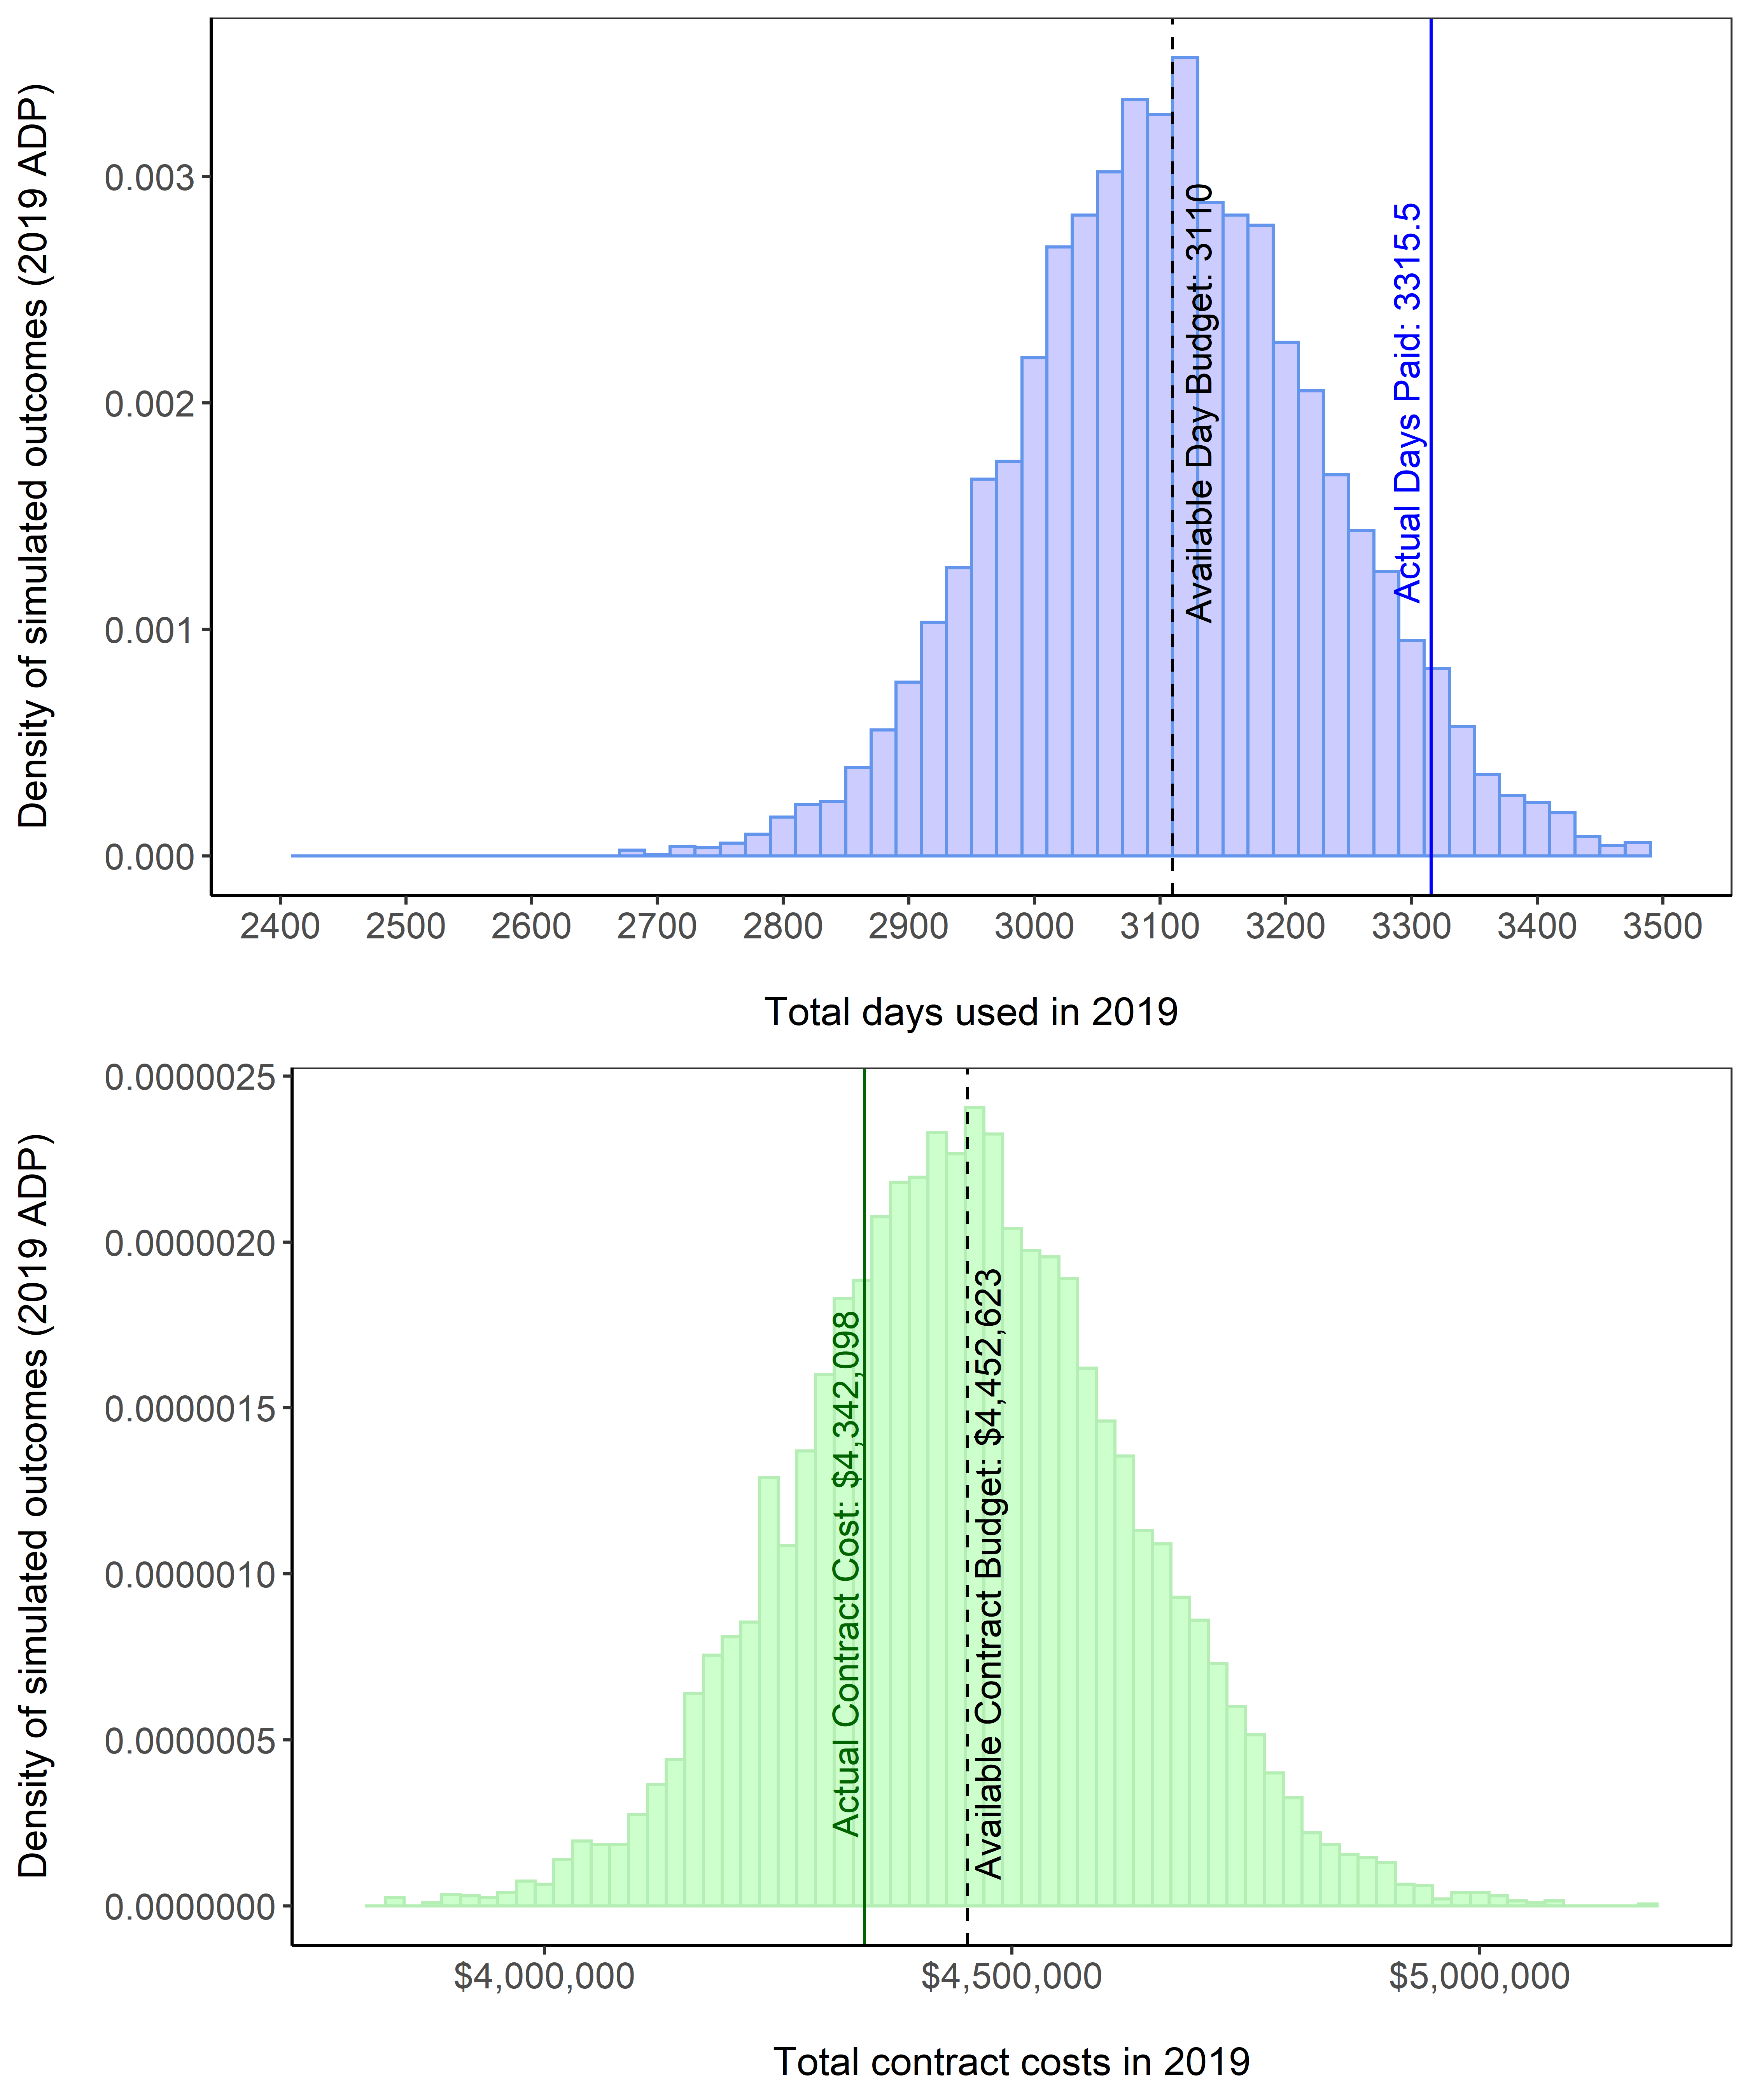 Density of simulated outcomes (2019 ADP)
0.003
0.002
0.001
0.000
Available Day Budget: 3110
Actual Days Paid: 3315.5
2400 2500 2600 2700 2800 2900 3000 3100 3200 3300 3400 3500
Total days used in 2019
Density of simulated outcomes (2019 ADP)
0.0000025
0.0000020
0.0000015
0.0000010
0.0000005
0.0000000
Actual Contract Cost: $4,342,098
Available Contract Budget: $4,452,623
$4,000,000 $4,500,000 $5,000,000
Total contract costs in 2019